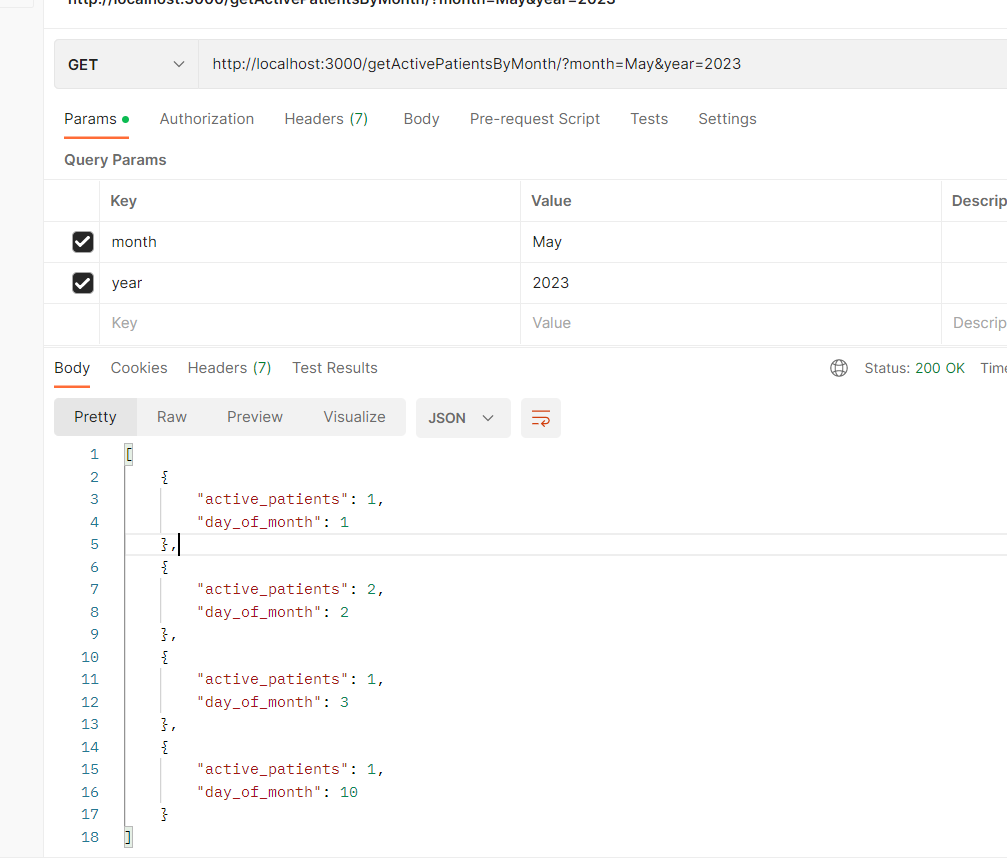 http://localhost:3000/getActivePatientsByMonth/?month=May&year=2023
GET http://localhost:3000/getActivePatientsByMonth/?month=May&year=2023
Params Authorization Headers (7) Body Pre-request Script Tests Settings
Query Params
Key Value Descrip
month May
year 2023
Key Value Descrip
Body Cookies Headers (7) Test Results Status: 200 OK Time
Pretty Raw Preview Visualize JSON
1 [
2 {
3 "active_patients": 1,
4 "day_of_month": 1
5 },
6 {
7 "active_patients": 2,
8 "day_of_month": 2
9 },
10 {
11 "active_patients": 1,
12 "day_of_month": 3
13 },
14 {
15 "active_patients": 1,
16 "day_of_month": 10
17 }
18 ]